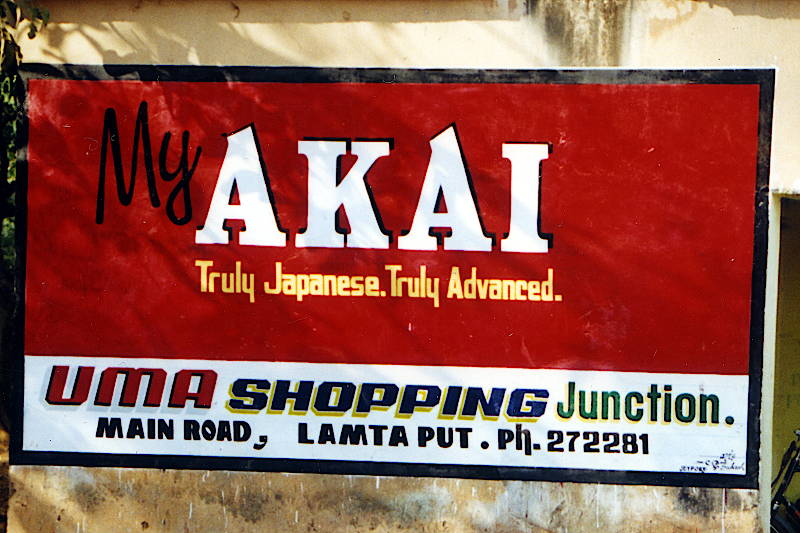 My AKAI
Truly Japanese. Truly Advanced.
UMA SHOPPING Junction.
MAIN ROAD, LAMTA PUT. Ph. 272281